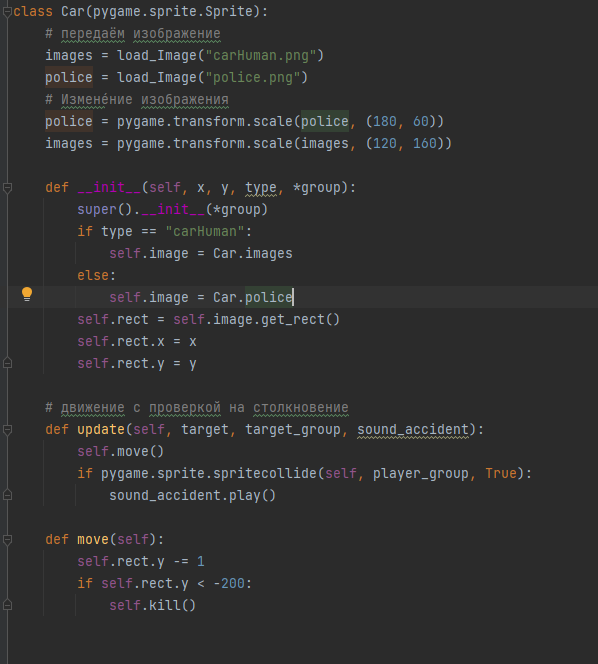 class Car(pygame.sprite.Sprite):
    # передаём изображение
    images = load_Image("carHuman.png")
    police = load_Image("police.png")
    # Измене́ние изображения
    police = pygame.transform.scale(police, (180, 60))
    images = pygame.transform.scale(images, (120, 160))

    def __init__(self, x, y, type, *group):
        super().__init__(*group)
        if type == "carHuman":
            self.image = Car.images
        else:
            self.image = Car.police
        self.rect = self.image.get_rect()
        self.rect.x = x
        self.rect.y = y

    # движение с проверкой на столкновение
    def update(self, target, target_group, sound_accident):
        self.move()
        if pygame.sprite.spritecollide(self, player_group, True):
            sound_accident.play()

    def move(self):
        self.rect.y -= 1
        if self.rect.y < -200:
            self.kill()